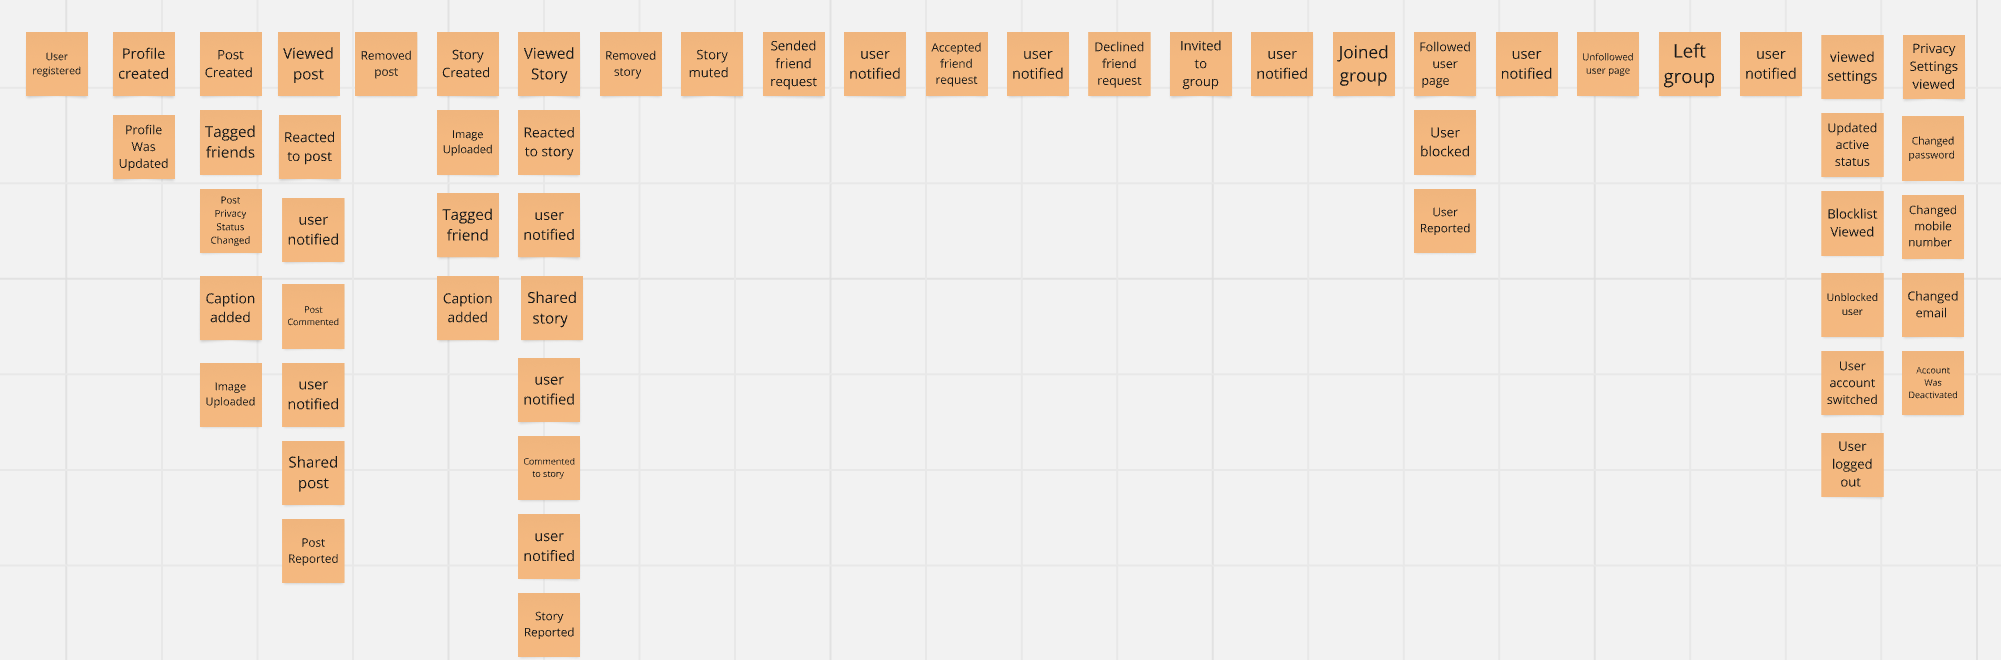 User
registered
Profile
created
Post
Created
Viewed
post
Removed
post
Story
Created
Viewed
Story
Removed
story
Story
muted
Sended
friend
request
user
notified
Accepted
friend
request
user
notified
Declined
friend
request
Invited
to
group
user
notified
Joined
group
Followed
user
page
user
notified
Unfollowed
user page
Left
group
user
notified
viewed
settings
Privacy
Settings
viewed
Profile
Was
Updated
Tagged
friends
Reacted
to post
Image
Uploaded
Reacted
to story
User
blocked
Updated
active
status
Changed
password
Post
Privacy
Status
Changed
user
notified
Tagged
friend
user
notified
User
Reported
Blocklist
Viewed
Changed
mobile
number
Caption
added
Post
Commented
Caption
added
Shared
story
Unblocked
user
Changed
email
Image
Uploaded
user
notified
user
notified
User
account
switched
Account
Was
Deactivated
Shared
post
Commented
to story
User
logged
out
Post
Reported
user
notified
Story
Reported